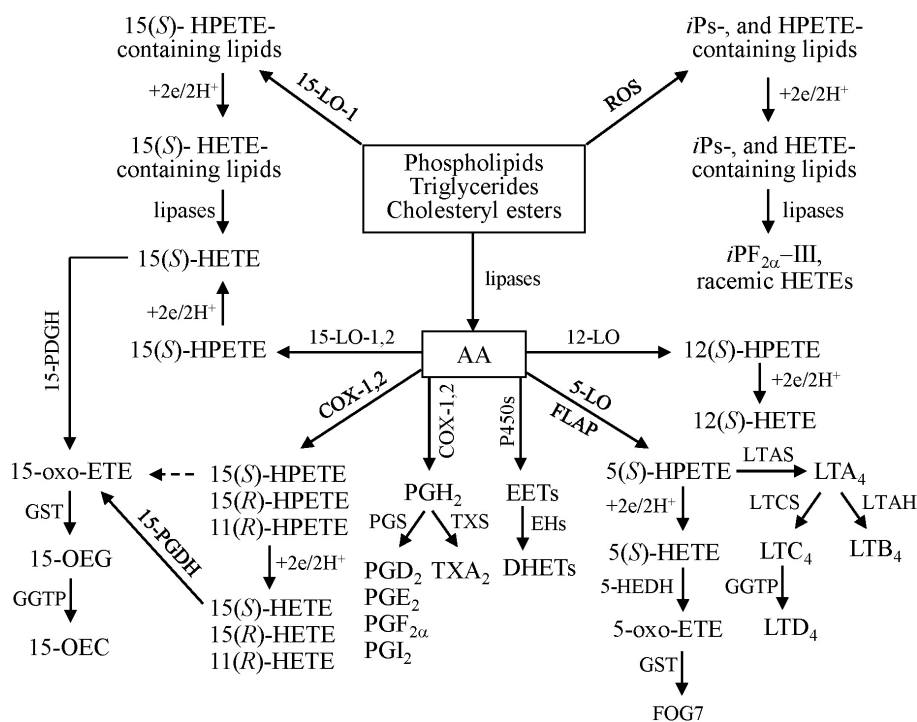 15(S)- HPETE-
containing lipids
+2e/2H⁺
15(S)- HETE-
containing lipids
lipases
15(S)-HETE
+2e/2H⁺
15(S)-HPETE
15-LO-1
ROS
Phospholipids
Triglycerides
Cholesteryl esters
lipases
iPs-, and HPETE-
containing lipids
+2e/2H⁺
iPs-, and HETE-
containing lipids
lipases
iPF₂α–III,
racemic HETEs
15-PDGH
15-LO-1,2
AA
12-LO
12(S)-HPETE
+2e/2H⁺
12(S)-HETE
COX-1,2
COX-1,2
P450s
5-LO
FLAP
15-oxo-ETE
GST
15-OEG
GGTP
15-OEC
15-PGDH
15(S)-HPETE
15(R)-HPETE
11(R)-HPETE
+2e/2H⁺
15(S)-HETE
15(R)-HETE
11(R)-HETE
PGH₂
PGS
TXS
PGD₂
PGE₂
PGF₂α
PGI₂
TXA₂
EETs
EHs
DHETs
5(S)-HPETE
+2e/2H⁺
5(S)-HETE
5-HEDH
5-oxo-ETE
GST
FOG7
LTAS
LTA₄
LTCS
LTAH
LTC₄
LTB₄
GGTP
LTD₄